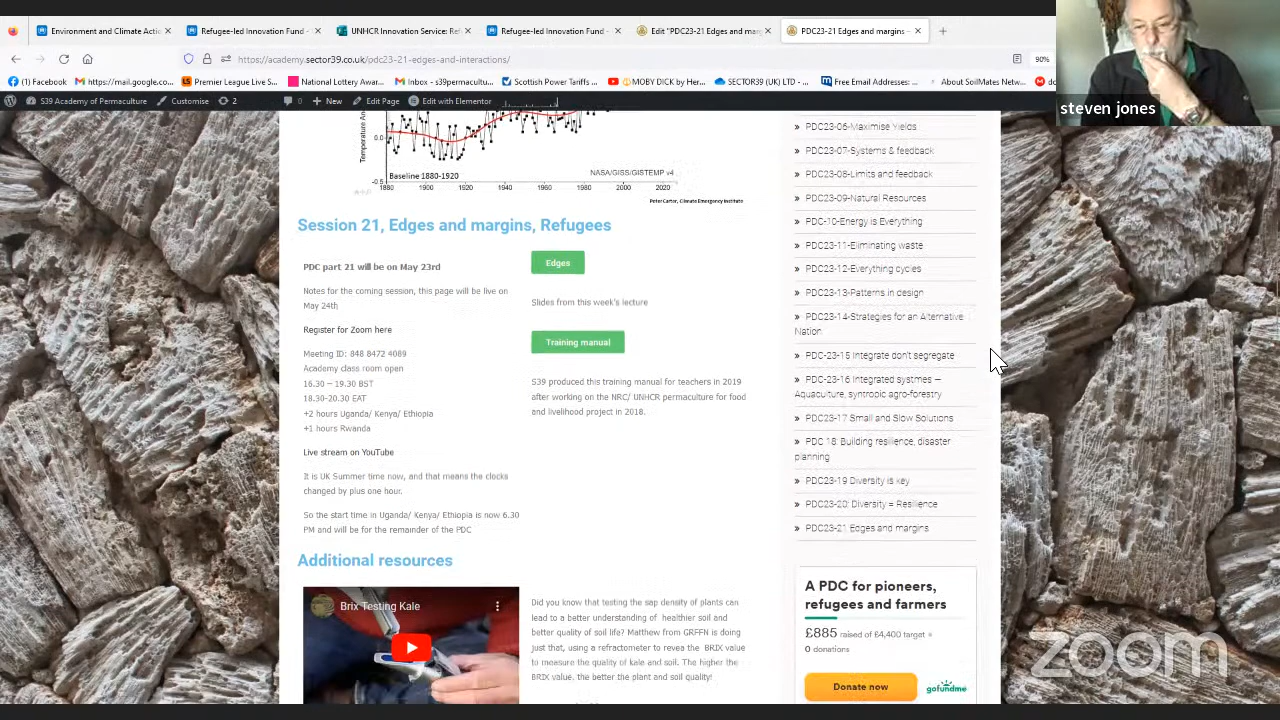 Environment and Climate Actio
Refugee-led Innovation Fund -
UNHCR Innovation Service: Ref
Refugee-led Innovation Fund -
Edit "PDC23-21 Edges and mar
PDC23-21 Edges and margins –
https://academy.sector39.co.uk/pdc23-21-edges-and-interactions/
90%
(1) Facebook
https://mail.google.co...
Premier League Live S...
National Lottery Award...
Inbox - s39permacultu...
Scottish Power Tariffs ...
MOBY DICK by Her...
SECTOR39 (UK) LTD - ...
Free Email Addresses: ...
About SoilMates Netw...
S39 Academy of Permaculture
Customise
2
0
New
Edit Page
Edit with Elementor
steven jones
Temperature An
0.0
-0.5
Baseline 1880-1920
NASA/GISS/GISTEMP v4
1880
1900
1920
1940
1960
1980
2000
2020
Peter Carter, Climate Emergency Institute
Session 21, Edges and margins, Refugees
PDC part 21 will be on May 23rd
Notes for the coming session, this page will be live on
May 24th
Register for Zoom here
Meeting ID: 848 8472 4089
Academy class room open
16.30 – 19.30 BST
18.30-20.30 EAT
+2 hours Uganda/ Kenya/ Ethiopia
+1 hours Rwanda
Live stream on YouTube
It is UK Summer time now, and that means the clocks
changed by plus one hour.
So the start time in Uganda/ Kenya/ Ethiopia is now 6.30
PM and will be for the remainder of the PDC
Edges
Slides from this week's lecture
Training manual
S39 produced this training manual for teachers in 2019
after working on the NRC/ UNHCR permaculture for food
and livelihood project in 2018.
Additional resources
Brix Testing Kale
Did you know that testing the sap density of plants can
lead to a better understanding of healthier soil and
better quality of soil life? Matthew from GRFFN is doing
just that, using a refractometer to revea the BRIX value
to measure the quality of kale and soil. The higher the
BRIX value, the better the plant and soil quality!
» PDC23-06-Maximise Yields
» PDC23-07-Systems & feedback
» PDC23-08-Limits and feedback
» PDC23-09-Natural Resources
» PDC-10-Energy is Everything
» PDC23-11-Eliminating waste
» PDC23-12-Everything cycles
» PDC23-13-Patterns in design
» PDC23-14-Strategies for an Alternative
Nation.
» PDC-23-15 Integrate don't segregate
» PDC-23-16 Integrated systmes –
Aquaculture, syntropic agro-forestry
» PDC23-17 Small and Slow Solutions
» PDC 18: Building resilience, disaster
planning
» PDC23-19 Diversity is key
» PDC23-20: Diversity = Resilience
» PDC23-21 Edges and margins.
A PDC for pioneers,
refugees and farmers
£885 raised of £4,400 target •
0 donations
Donate now
gofundme
zoom